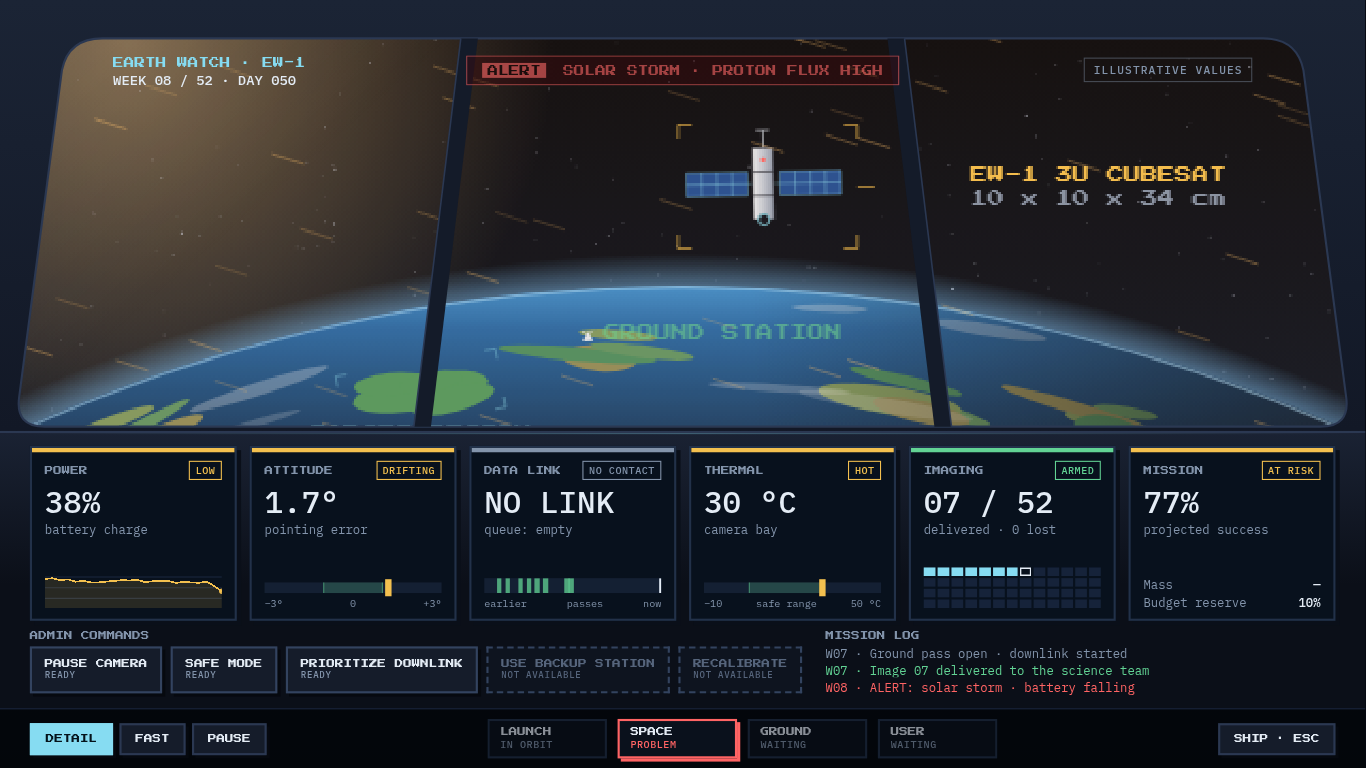 EARTH WATCH · EW-1
WEEK 08 / 52 · DAY 050
ALERT SOLAR STORM · PROTON FLUX HIGH
ILLUSTRATIVE VALUES
EW-1 3U CUBESAT
10 x 10 x 34 cm
GROUND STATION
POWER LOW
38%
battery charge
ATTITUDE DRIFTING
1.7°
pointing error
-3° 0 +3°
DATA LINK NO CONTACT
NO LINK
queue: empty
earlier passes now
THERMAL HOT
30 °C
camera bay
-10 safe range 50 °C
IMAGING ARMED
07 / 52
delivered · 0 lost
MISSION AT RISK
77%
projected success
Mass —
Budget reserve 10%
ADMIN COMMANDS
PAUSE CAMERA
READY
SAFE MODE
READY
PRIORITIZE DOWNLINK
READY
USE BACKUP STATION
NOT AVAILABLE
RECALIBRATE
NOT AVAILABLE
MISSION LOG
W07 · Ground pass open · downlink started
W07 · Image 07 delivered to the science team
W08 · ALERT: solar storm · battery falling
DETAIL
FAST
PAUSE
LAUNCH
IN ORBIT
SPACE
PROBLEM
GROUND
WAITING
USER
WAITING
SHIP · ESC